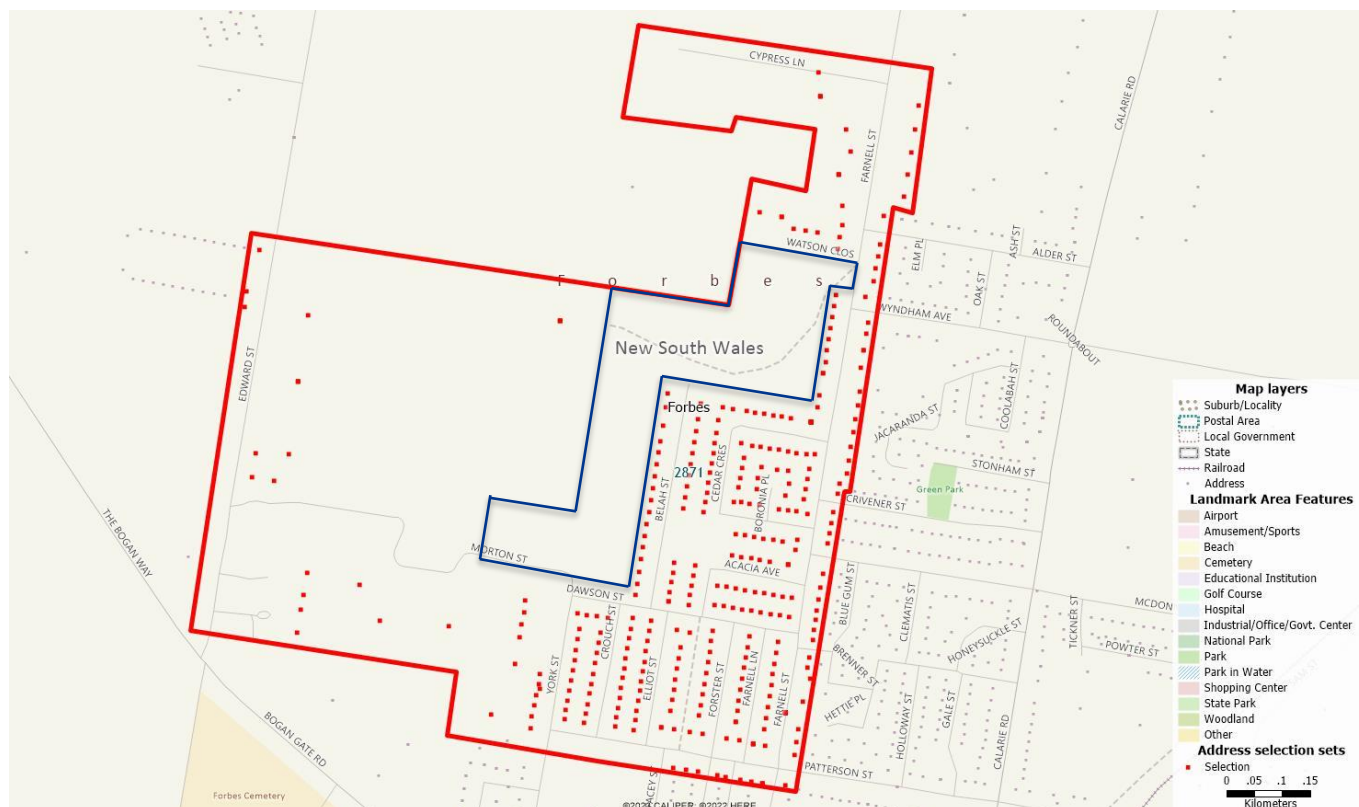 CYPRESS LN
CALARIE RD
FARNELL ST
WATSON CLOS
ELM PL
ASH ST
ALDER ST
OAK ST
F o r b e s
WYNDHAM AVE
ROUNDABOUT
EDWARD ST
New South Wales
Forbes
COOLABAH ST
JACARANDA ST
2871
CEDAR CRES
BORONIA PL
BELAH ST
STONHAM ST
Green Park
CRIVENER ST
THE BOGAN WAY
MORTON ST
ACACIA AVE
DAWSON ST
BLUE GUM ST
CLEMATIS ST
HONEYSUCKLE ST
TICKNER ST
MCDON
POWTER ST
CROUCH ST
YORK ST
ELLIOT ST
FORSTER ST
FARNELL LN
FARNELL ST
BRENNER ST
HETTIE PL
HOLLOWAY ST
GALE ST
CALARIE RD
BOGAN GATE RD
PATTERSON ST
ACEY S
Forbes Cemetery
Map layers
Suburb/Locality
Postal Area
Local Government
State
Railroad
Address
Landmark Area Features
Airport
Amusement/Sports
Beach
Cemetery
Educational Institution
Golf Course
Hospital
Industrial/Office/Govt. Center
National Park
Park
Park in Water
Shopping Center
State Park
Woodland
Other
Address selection sets
Selection
0 .05 .1 .15
Kilometers